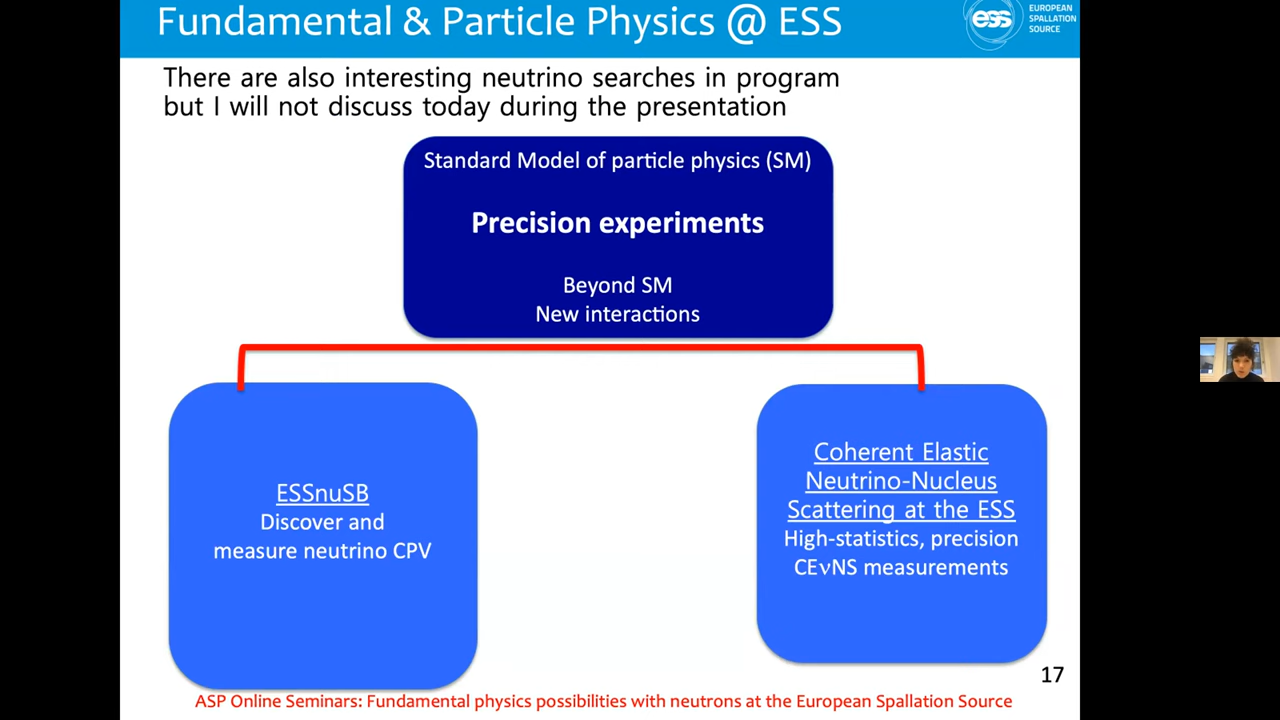 Fundamental & Particle Physics @ ESS
ess
EUROPEAN
SPALLATION
SOURCE
There are also interesting neutrino searches in program
but I will not discuss today during the presentation
Standard Model of particle physics (SM)
Precision experiments
Beyond SM
New interactions
ESSnuSB
Discover and
measure neutrino CPV
Coherent Elastic
Neutrino-Nucleus
Scattering at the ESS
High-statistics, precision
CEνNS measurements
17
ASP Online Seminars: Fundamental physics possibilities with neutrons at the European Spallation Source